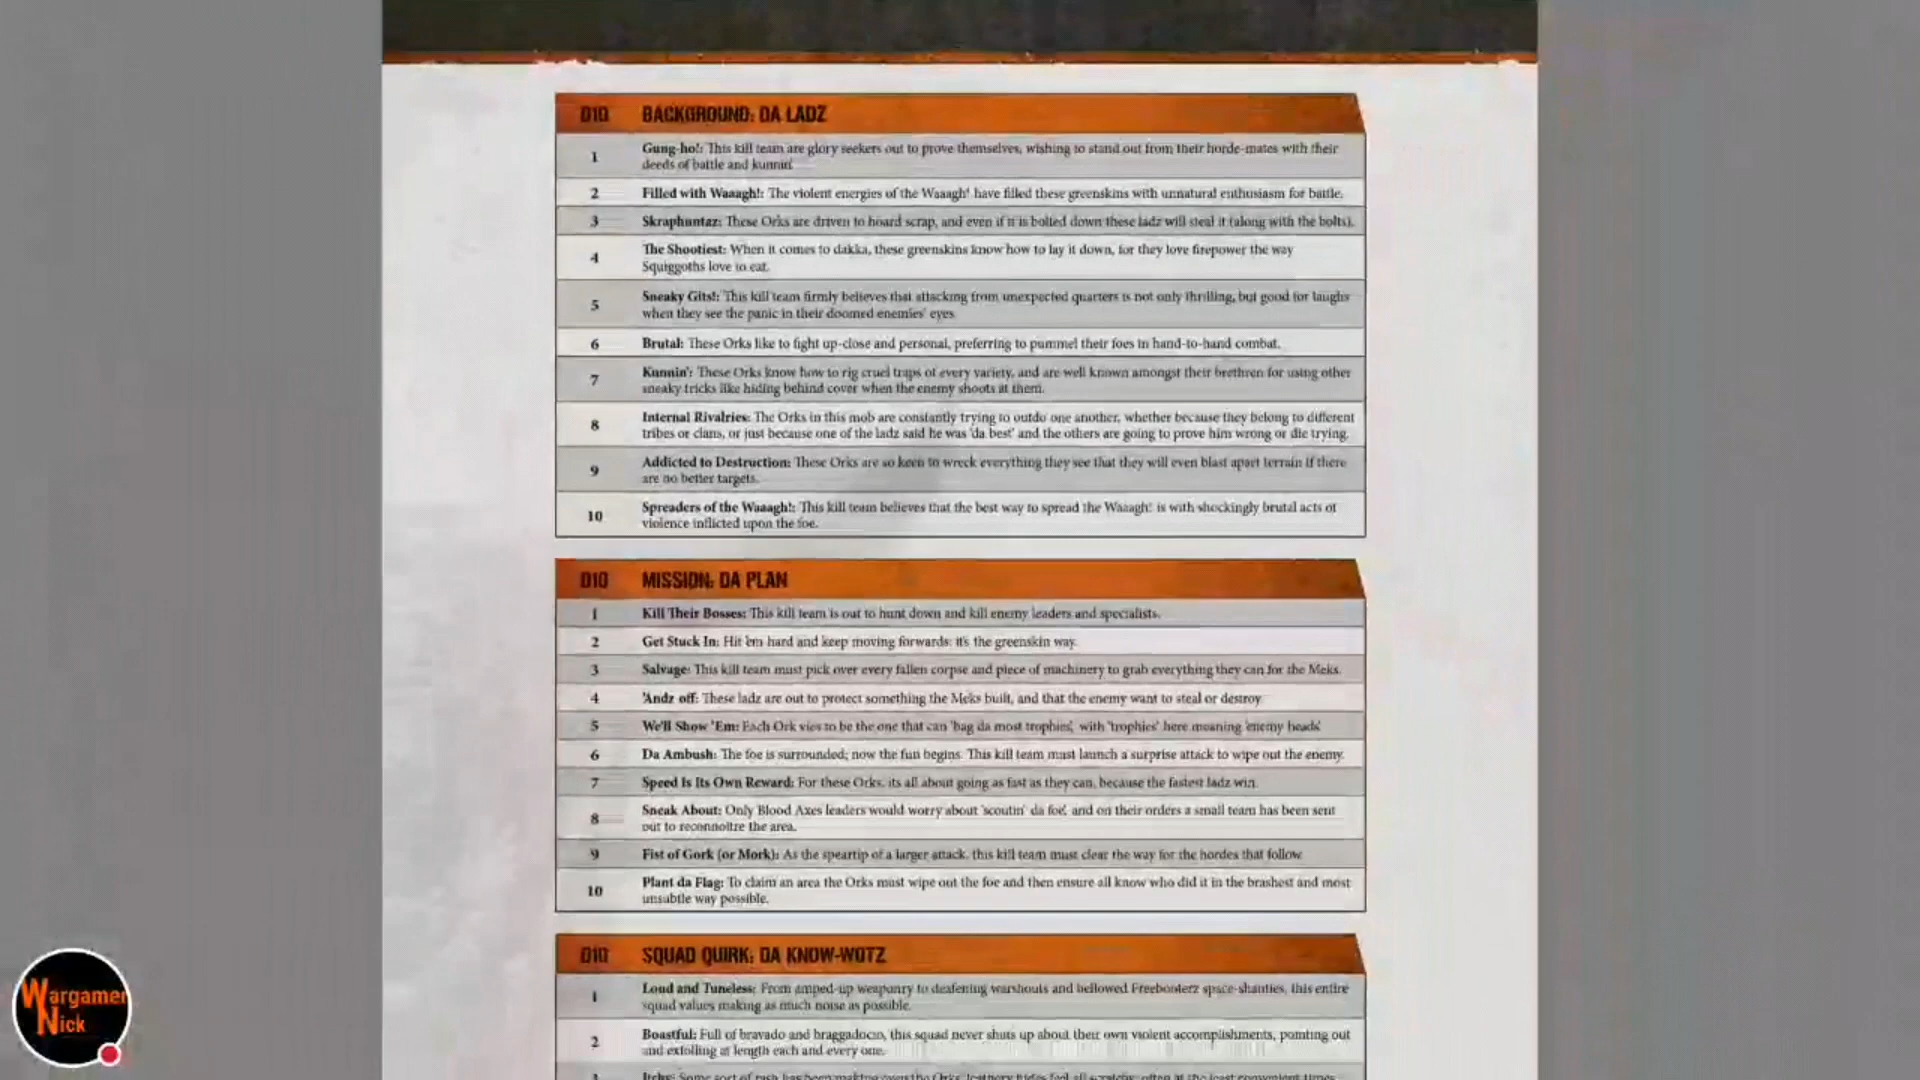 D10 BACKGROUND: DA LADZ
1 Gung-ho!: This kill team are glory seekers out to prove themselves, wishing to stand out from their horde-mates with their
deeds of battle and kunnin'.
2 Filled with Waaagh!: The violent energies of the Waaagh! have filled these greenskins with unnatural enthusiasm for battle.
3 Skraphuntaz: These Orks are driven to hoard scrap, and even if it is bolted down these ladz will steal it (along with the bolts).
4 The Shootiest: When it comes to dakka, these greenskins know how to lay it down, for they love firepower the way
Squiggoths love to eat.
5 Sneaky Gits!: This kill team firmly believes that attacking from unexpected quarters is not only thrilling, but good for laughs
when they see the panic in their doomed enemies' eyes.
6 Brutal: These Orks like to fight up-close and personal, preferring to pummel their foes in hand-to-hand combat.
7 Kunnin': These Orks know how to rig cruel traps of every variety, and are well known amongst their brethren for using other
sneaky tricks like hiding behind cover when the enemy shoots at them.
8 Internal Rivalries: The Orks in this mob are constantly trying to outdo one another, whether because they belong to different
tribes or clans, or just because one of the ladz said he was 'da best' and the others are going to prove him wrong or die trying.
9 Addicted to Destruction: These Orks are so keen to wreck everything they see that they will even blast apart terrain if there
are no better targets.
10 Spreaders of the Waaagh!: This kill team believes that the best way to spread the Waaagh! is with shockingly brutal acts of
violence inflicted upon the foe.
D10 MISSION: DA PLAN
1 Kill Their Bosses: This kill team is out to hunt down and kill enemy leaders and specialists.
2 Get Stuck In: Hit 'em hard and keep moving forwards: it's the greenskin way.
3 Salvage: This kill team must pick over every fallen corpse and piece of machinery to grab everything they can for the Meks.
4 'Andz off: These ladz are out to protect something the Meks built, and that the enemy want to steal or destroy.
5 We'll Show 'Em: Each Ork vies to be the one that can 'bag da most trophies', with 'trophies' here meaning 'enemy heads'.
6 Da Ambush: The foe is surrounded; now the fun begins. This kill team must launch a surprise attack to wipe out the enemy.
7 Speed Is Its Own Reward: For these Orks, its all about going as fast as they can, because the fastest ladz win.
8 Sneak About: Only Blood Axes leaders would worry about 'scoutin' da foe', and on their orders a small team has been sent
out to reconnoitre the area.
9 Fist of Gork (or Mork): As the speartip of a larger attack, this kill team must clear the way for the hordes that follow.
10 Plant da Flag: To claim an area the Orks must wipe out the foe and then ensure all know who did it in the brashest and most
unsubtle way possible.
D10 SQUAD QUIRK: DA KNOW-WOTZ
1 Loud and Tuneless: From amped-up weaponry to deafening warshouts and bellowed Freebooterz space-shanties, this entire
squad values making as much noise as possible.
2 Boastful: Full of bravado and braggadocio, this squad never shuts up about their own violent accomplishments, pointing out
and extolling at length each and every one.
3 Itchy: Some sort of rash has been making
Wargamer
Nick